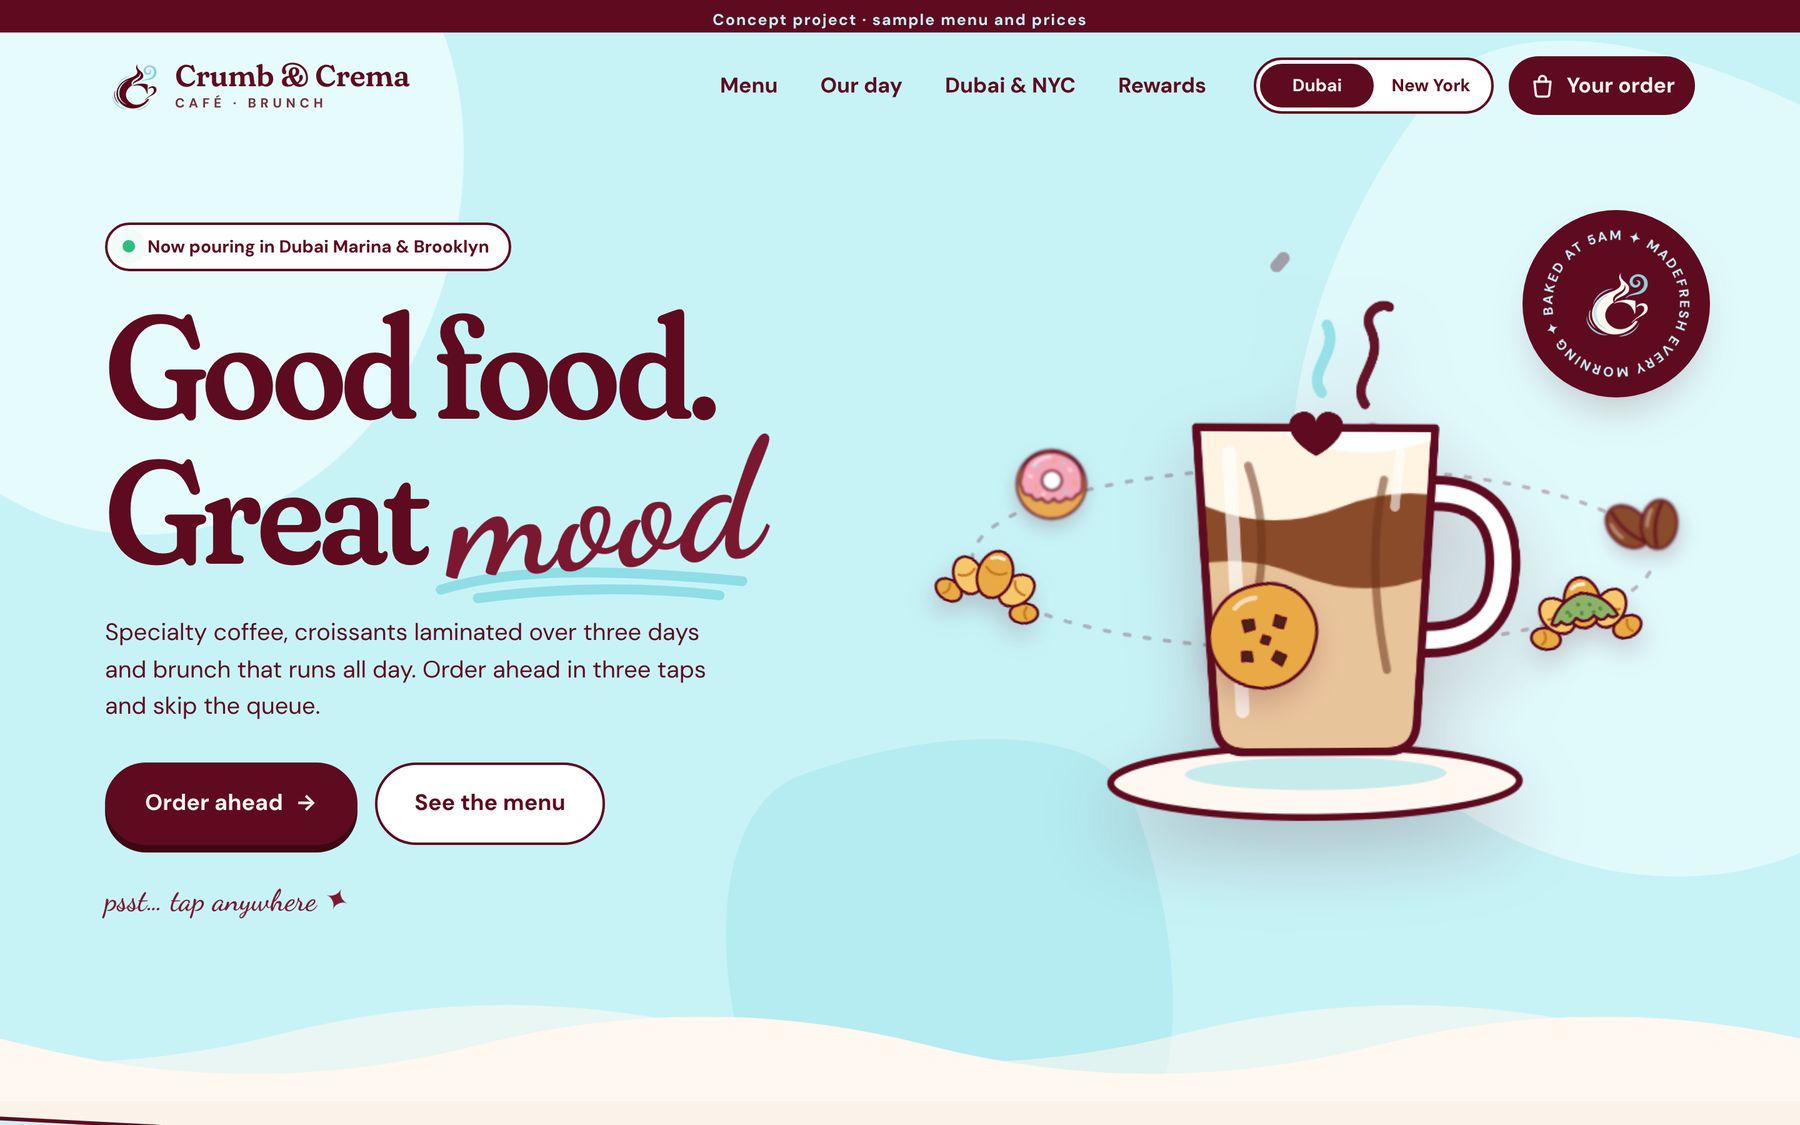 Concept project · sample menu and prices
Crumb & Crema
CAFÉ · BRUNCH
Menu
Our day
Dubai & NYC
Rewards
Dubai
New York
Your order
Now pouring in Dubai Marina & Brooklyn
BAKED AT 5AM ✦ MADEFRESH EVERY MORNING ✦
Good food.
Great mood
Specialty coffee, croissants laminated over three days
and brunch that runs all day. Order ahead in three taps
and skip the queue.
Order ahead →
See the menu
psst... tap anywhere ✦